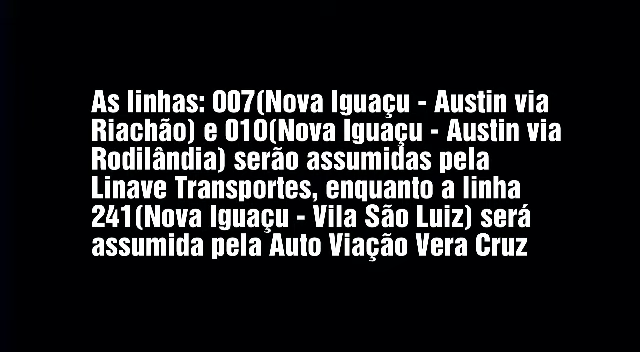 As linhas: 007(Nova Iguaçu - Austin via
Riachão) e 010(Nova Iguaçu - Austin via
Rodilândia) serão assumidas pela
Linave Transportes, enquanto a linha
241(Nova Iguaçu - Vila São Luiz) será
assumida pela Auto Viação Vera Cruz